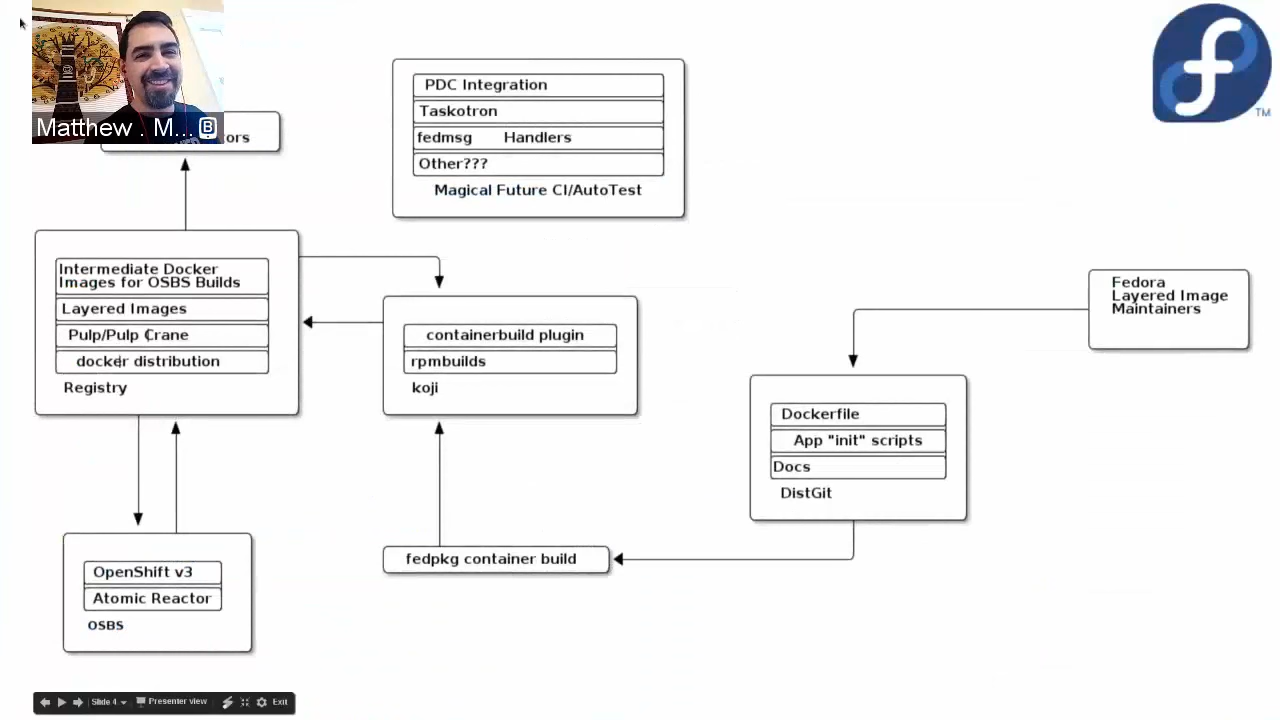 Matthew . M...
PDC Integration
Taskotron
fedmsg Handlers
Other???
Magical Future CI/AutoTest
TM
Intermediate Docker
Images for OSBS Builds
Layered Images
Pulp/Pulp Crane
docker distribution
Registry
containerbuild plugin
rpmbuilds
koji
Fedora
Layered Image
Maintainers
Dockerfile
App "init" scripts
Docs
DistGit
fedpkg container build
OpenShift v3
Atomic Reactor
OSBS
Slide 4
Presenter view
Exit